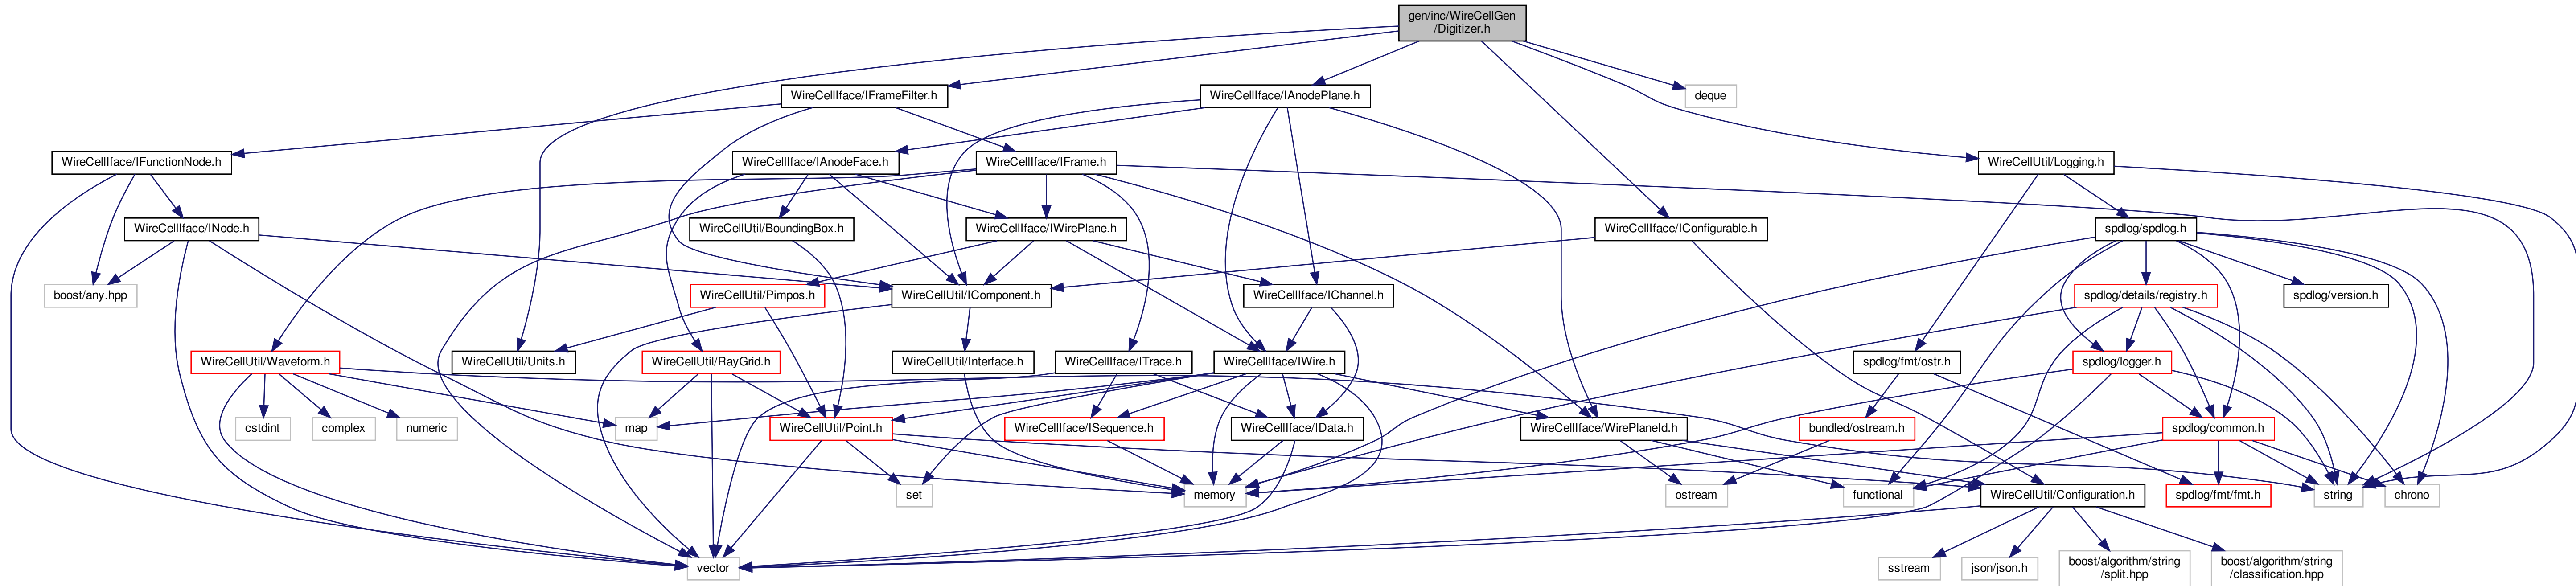 gen/inc/WireCellGen
/Digitizer.h
WireCellIface/IFrameFilter.h
WireCellIface/IAnodePlane.h
deque
WireCellIface/IFunctionNode.h
WireCellIface/IAnodeFace.h
WireCellIface/IFrame.h
WireCellUtil/Logging.h
WireCellIface/INode.h
WireCellUtil/BoundingBox.h
WireCellIface/IWirePlane.h
WireCellIface/IConfigurable.h
spdlog/spdlog.h
boost/any.hpp
WireCellUtil/Pimpos.h
WireCellUtil/IComponent.h
WireCellIface/IChannel.h
spdlog/details/registry.h
spdlog/version.h
WireCellUtil/Waveform.h
WireCellUtil/Units.h
WireCellUtil/RayGrid.h
WireCellUtil/Interface.h
WireCellIface/ITrace.h
WireCellIface/IWire.h
spdlog/fmt/ostr.h
spdlog/logger.h
cstdint
complex
numeric
map
WireCellUtil/Point.h
WireCellIface/ISequence.h
WireCellIface/IData.h
WireCellIface/WirePlaneId.h
bundled/ostream.h
spdlog/common.h
set
memory
ostream
functional
WireCellUtil/Configuration.h
spdlog/fmt/fmt.h
string
chrono
vector
sstream
json/json.h
boost/algorithm/string
/split.hpp
boost/algorithm/string
/classification.hpp